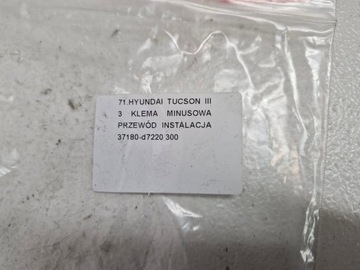 71.HYUNDAI TUCSON III
3 KLEMA MINUSOWA
PRZEWÓD INSTALACJA
37180-d7220 300